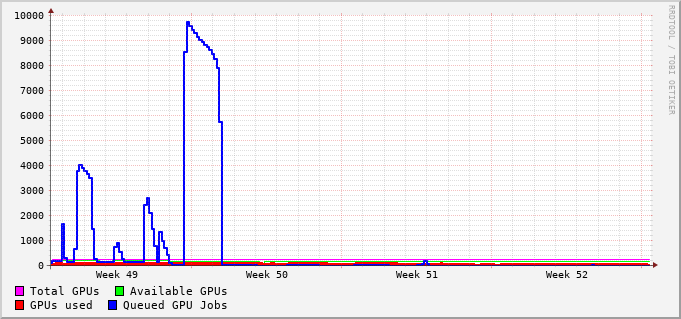 10000
9000
8000
7000
6000
5000
4000
3000
2000
1000
0
Week 49 Week 50 Week 51 Week 52
Total GPUs Available GPUs
GPUs used Queued GPU Jobs
RRDTOOL / TOBI OETIKER